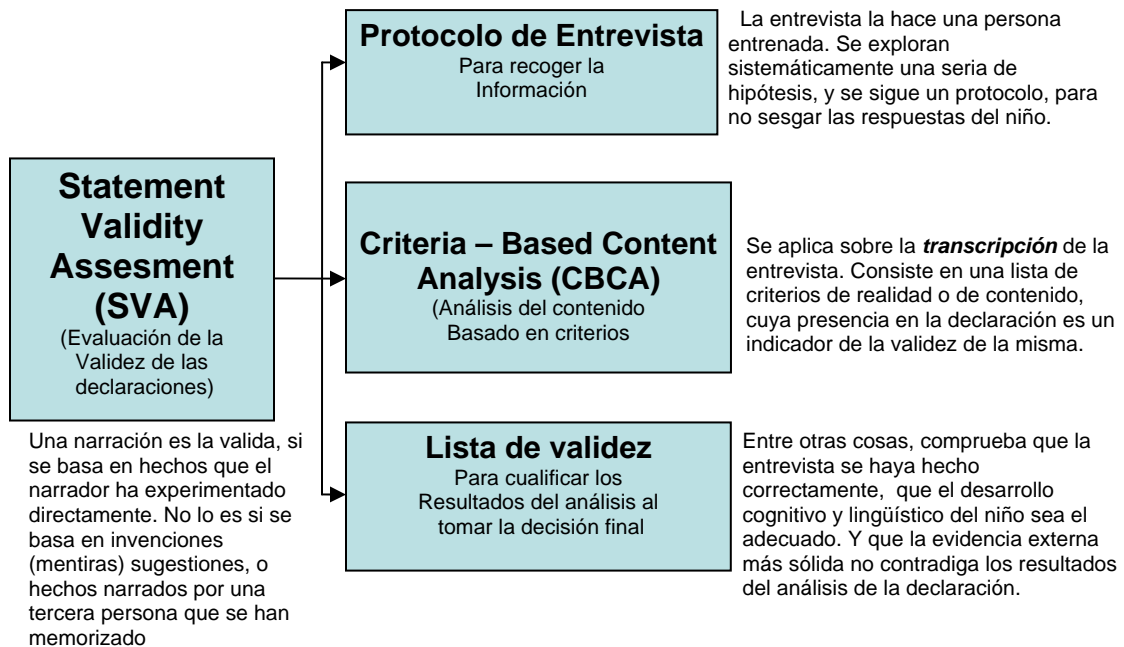 Statement
Validity
Assesment
(SVA)
(Evaluación de la
Validez de las
declaraciones)
Una narración es la valida, si
se basa en hechos que el
narrador ha experimentado
directamente. No lo es si se
basa en invenciones
(mentiras) sugestiones, o
hechos narrados por una
tercera persona que se han
memorizado
Protocolo de Entrevista
Para recoger la
Información
La entrevista la hace una persona
entrenada. Se exploran
sistemáticamente una seria de
hipótesis, y se sigue un protocolo, para
no sesgar las respuestas del niño.
Criteria – Based Content
Analysis (CBCA)
(Análisis del contenido
Basado en criterios
Se aplica sobre la transcripción de la
entrevista. Consiste en una lista de
criterios de realidad o de contenido,
cuya presencia en la declaración es un
indicador de la validez de la misma.
Lista de validez
Para cualificar los
Resultados del análisis al
tomar la decisión final
Entre otras cosas, comprueba que la
entrevista se haya hecho
correctamente, que el desarrollo
cognitivo y lingüístico del niño sea el
adecuado. Y que la evidencia externa
más sólida no contradiga los resultados
del análisis de la declaración.